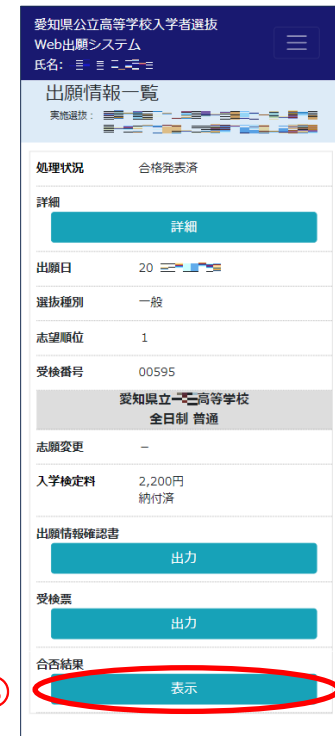 愛知県公立高等学校入学者選抜
Web出願システム
氏名:
出願情報一覧
実施選抜:
処理状況 合格発表済
詳細
詳細
出願日 20
選抜種別 一般
志望順位 1
受検番号 00595
愛知県立 高等学校
全日制 普通
志願変更 －
入学検定料 2,200円
納付済
出願情報確認書
出力
受検票
出力
合否結果
表示